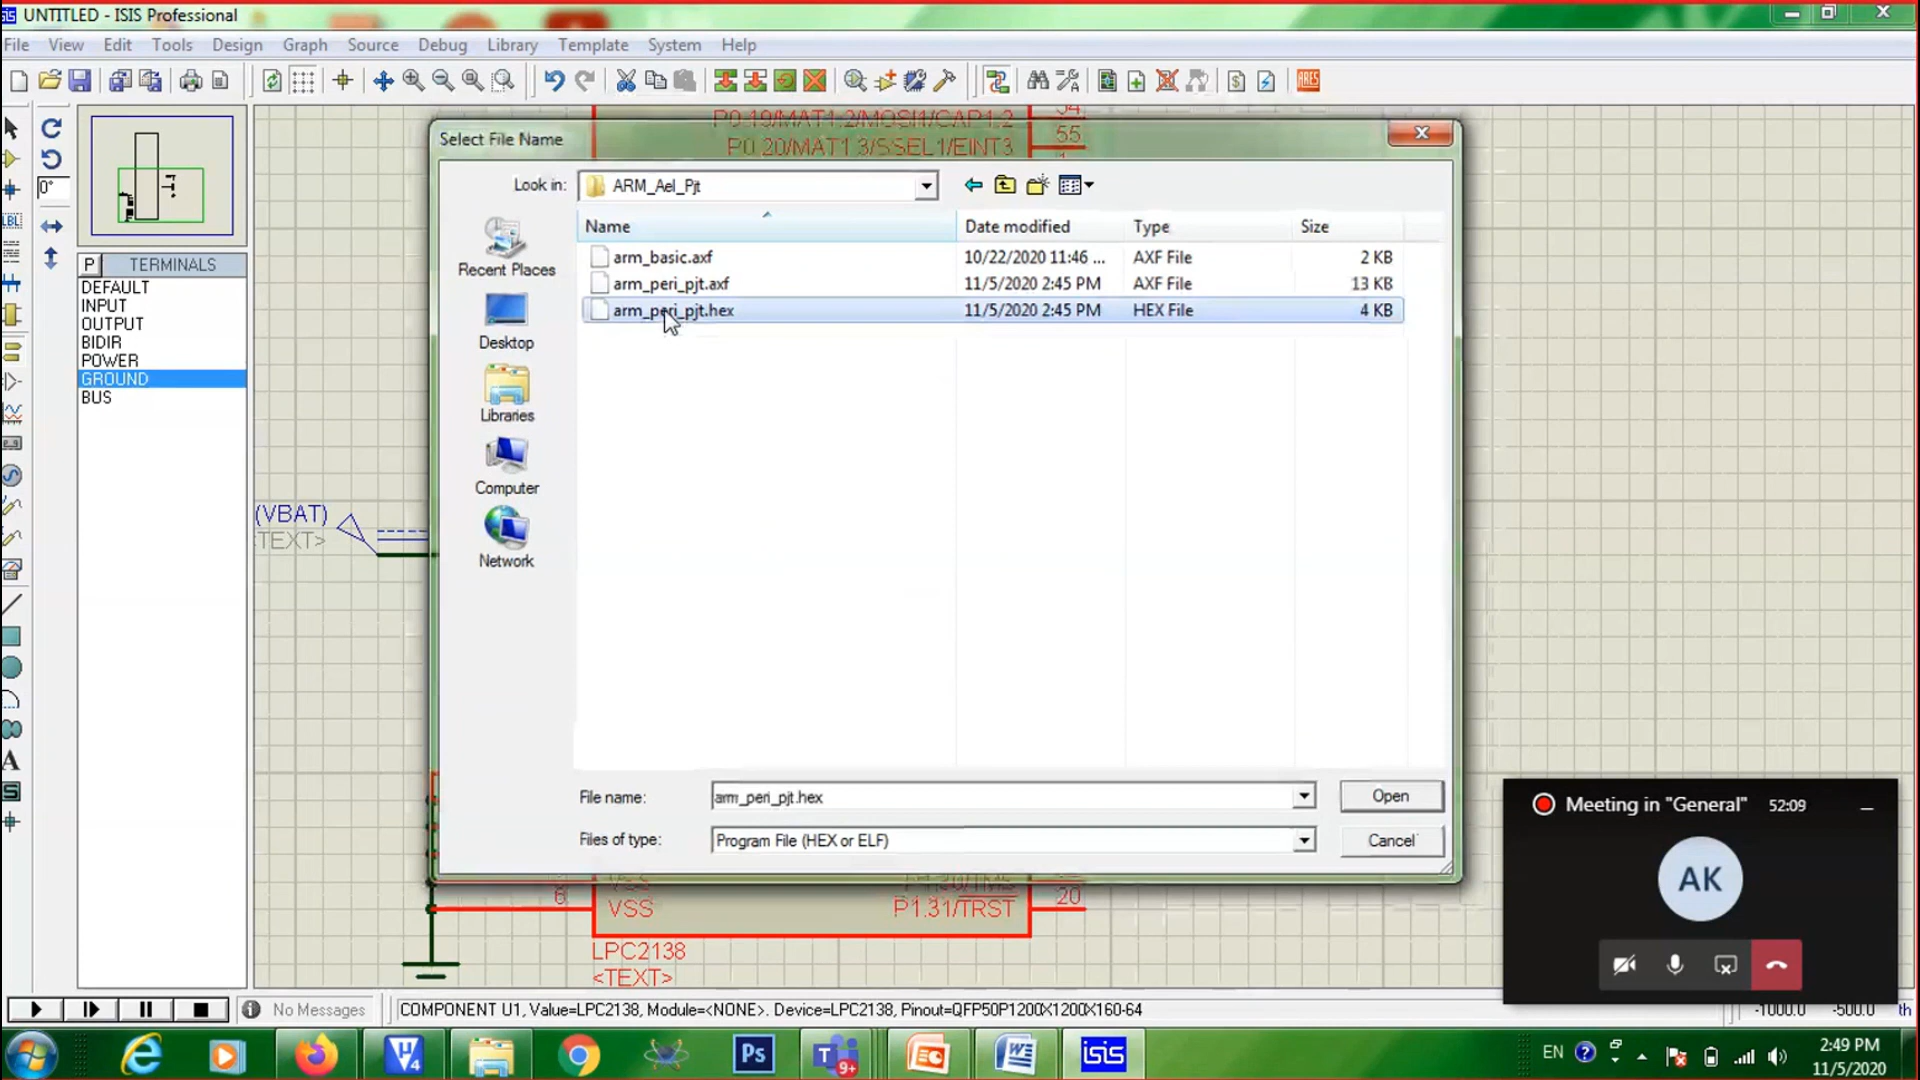 UNTITLED - ISIS Professional
File View Edit Tools Design Graph Source Debug Library Template System Help
ARES
0°
LBL
P TERMINALS
DEFAULT
INPUT
OUTPUT
BIDIR
POWER
GROUND
BUS
P0.19/MAT1.2/MOSI1/CAP1.2 54
P0.20/MAT1.3/SSEL1/EINT3 55
Select File Name
Look in: ARM_Ael_Pjt
Name Date modified Type Size
arm_basic.axf 10/22/2020 11:46 ... AXF File 2 KB
arm_peri_pjt.axf 11/5/2020 2:45 PM AXF File 13 KB
arm_peri_pjt.hex 11/5/2020 2:45 PM HEX File 4 KB
Recent Places
Desktop
Libraries
Computer
Network
File name: arm_peri_pjt.hex Open
Files of type: Program File (HEX or ELF) Cancel
(VBAT)
<TEXT>
6 VSS P1.31/TRST 20
LPC2138
<TEXT>
Meeting in "General" 52:09
AK
No Messages COMPONENT U1, Value=LPC2138, Module=<NONE>. Device=LPC2138, Pinout=QFP50P1200X1200X160-64 -1000.0 -500.0 th
Ps
9+
isis
EN
2:49 PM
11/5/2020